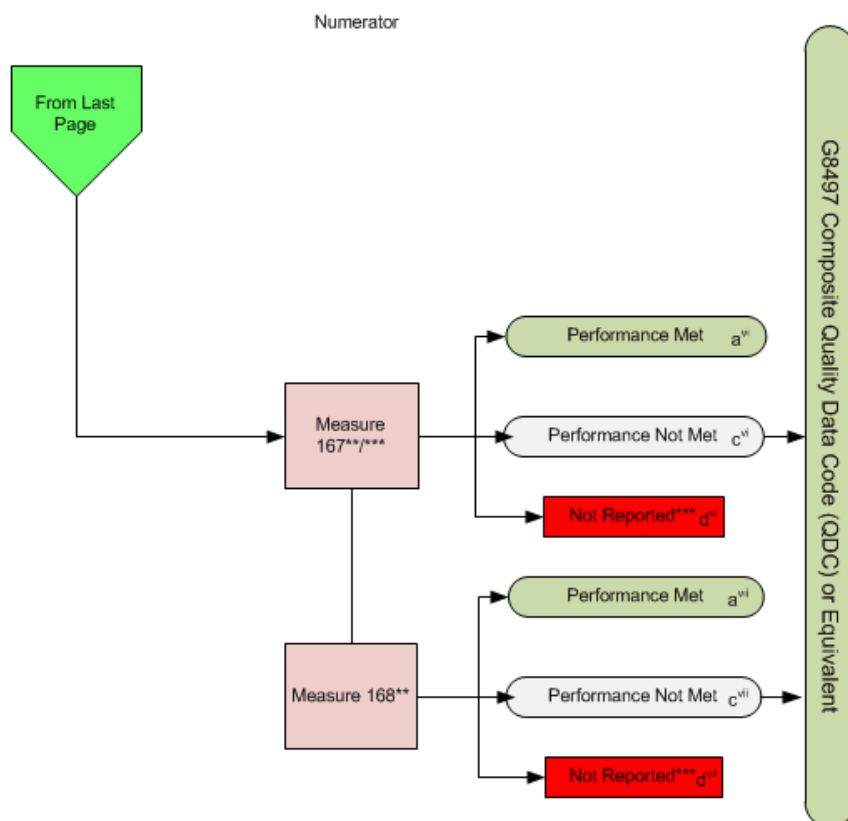 Numerator
From Last
Page
G8497 Composite Quality Data Code (QDC) or Equivalent
Performance Met a^vi
Measure
167**/***
Performance Not Met c^vi
Not Reported*** d^vi
Performance Met a^vii
Measure 168**
Performance Not Met c^vii
Not Reported*** d^vii